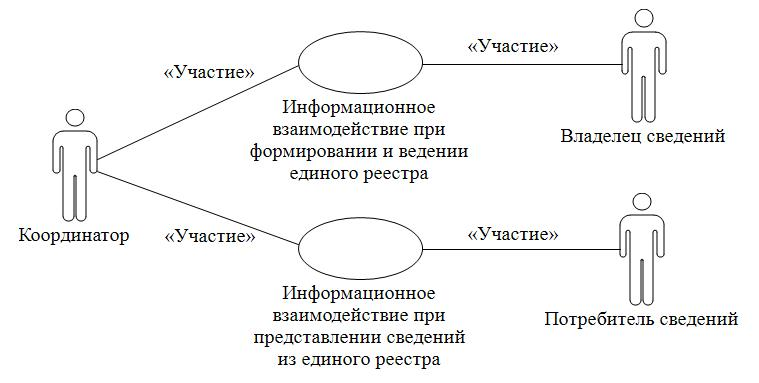 «Участие»
«Участие»
Информационное
взаимодействие при
формировании и ведении
единого реестра
Владелец сведений
Координатор
«Участие»
«Участие»
Информационное
взаимодействие при
представлении сведений
из единого реестра
Потребитель сведений